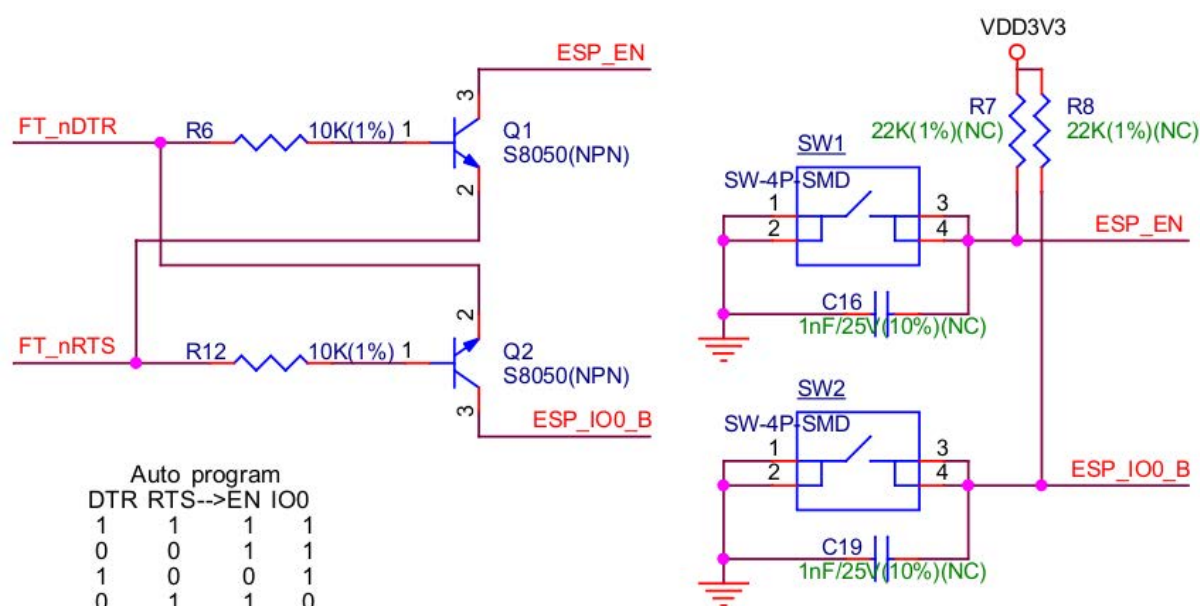 ESP_EN
3
FT_nDTR
R6
10K(1%)
1
Q1
S8050(NPN)
2
2
FT_nRTS
R12
10K(1%)
1
Q2
S8050(NPN)
3
ESP_IO0_B
Auto program
DTR RTS-->EN IO0
1 1 1 1
0 0 1 1
1 0 0 1
0 1 1 0
VDD3V3
R7
22K(1%)(NC)
R8
22K(1%)(NC)
SW1
SW-4P-SMD
1
2
3
4
ESP_EN
C16
1nF/25V(10%)(NC)
SW2
SW-4P-SMD
1
2
3
4
ESP_IO0_B
C19
1nF/25V(10%)(NC)